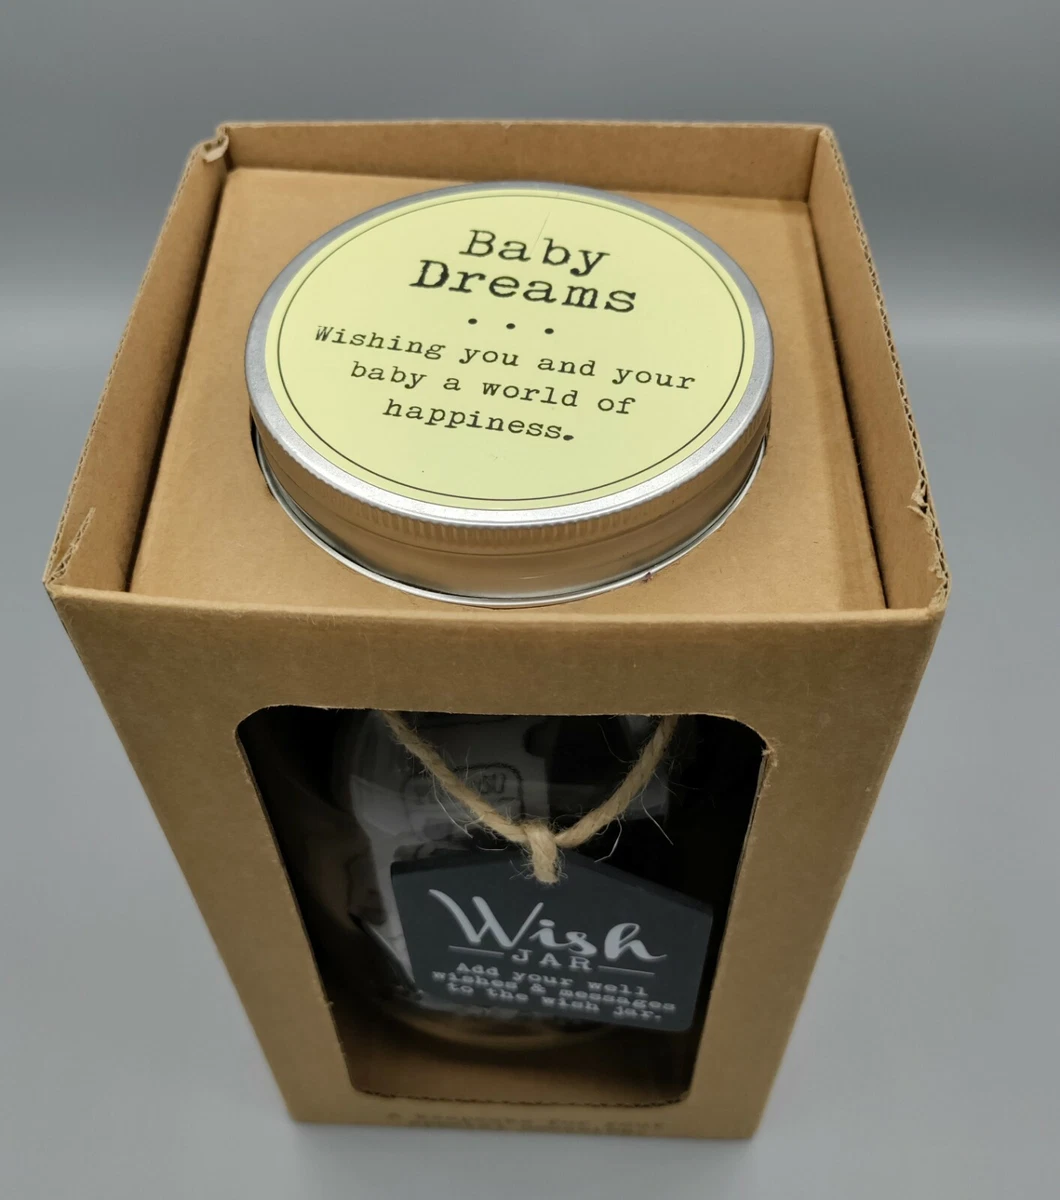 Baby
Dreams
• • •
Wishing you and your
baby a world of
happiness.
Wish
JAR
Add your well
wishes & messages
to the wish jar.